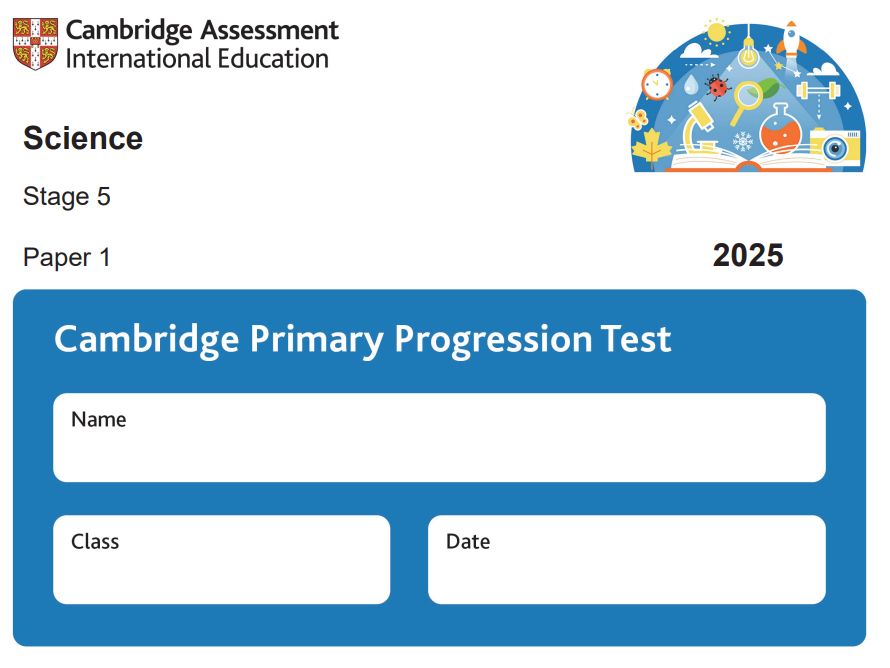 Cambridge Assessment
International Education
Science
Stage 5
Paper 1
2025
Cambridge Primary Progression Test
Name
Class
Date